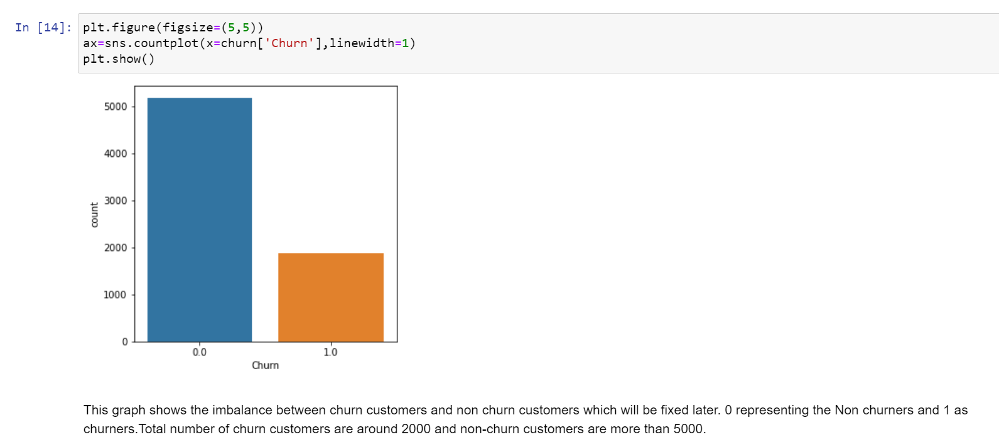 In [14]: plt.figure(figsize=(5,5))
ax=sns.countplot(x=churn['Churn'],linewidth=1)
plt.show()
5000
4000
3000
2000
1000
0
count
0.0 1.0
Churn
This graph shows the imbalance between churn customers and non churn customers which will be fixed later. 0 representing the Non churners and 1 as
churners.Total number of churn customers are around 2000 and non-churn customers are more than 5000.